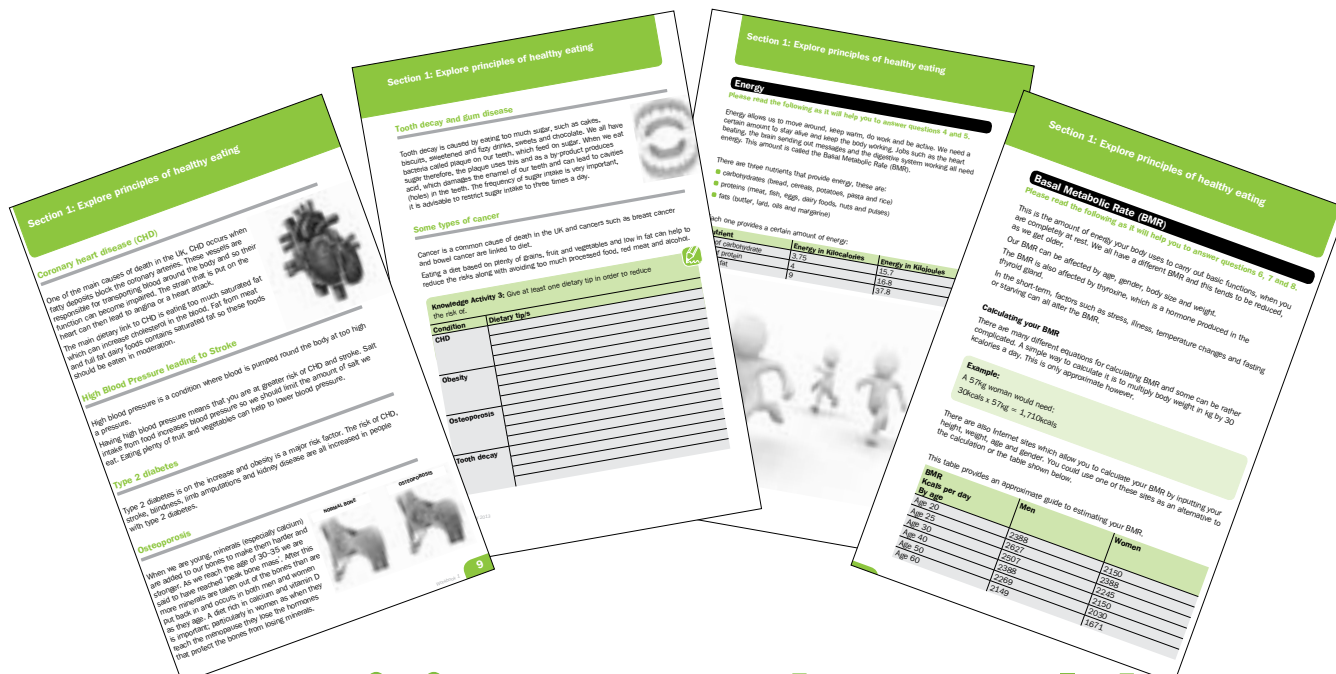 Section 1: Explore principles of healthy eating
Coronary heart disease (CHD)
One of the main causes of death in the UK, CHD occurs when
fatty deposits block the coronary arteries. These vessels are
responsible for transporting blood around the body and so their
function can become impaired. The strain that is put on the
heart can then lead to angina or a heart attack.
The main dietary link to CHD is eating too much saturated fat
which can increase cholesterol in the blood. Fat from meat
and full fat dairy foods contains saturated fat so these foods
should be eaten in moderation.
High Blood Pressure leading to Stroke
High blood pressure is a condition where blood is pumped round the body at too high
a pressure.
Having high blood pressure means that you are at greater risk of CHD and stroke. Salt
intake from food increases blood pressure so we should limit the amount of salt we
eat. Eating plenty of fruit and vegetables can help to lower blood pressure.
Type 2 diabetes
Type 2 diabetes is on the increase and obesity is a major risk factor. The risk of CHD,
stroke, blindness, limb amputations and kidney disease are all increased in people
with type 2 diabetes.
Osteoporosis
When we are young, minerals (especially calcium)
are added to our bones to make them harder and
stronger. As we reach the age of 30–35 we are
said to have reached 'peak bone mass'. After this
more minerals are taken out of the bones than are
put back in and occurs in both men and women
as they age. A diet rich in calcium and vitamin D
is important; particularly in women as when they
reach the menopause they lose the hormones
that protect the bones from losing minerals.
NORMAL BONE
OSTEOPOROSIS
9
Section 1: Explore principles of healthy eating
Tooth decay and gum disease
Tooth decay is caused by eating too much sugar, such as cakes,
biscuits, sweetened and fizzy drinks, sweets and chocolate. We all have
bacteria called plaque on our teeth, which feed on sugar. When we eat
sugar therefore, the plaque uses this and as a by-product produces
acid, which damages the enamel of our teeth and can lead to cavities
(holes) in the teeth. The frequency of sugar intake is very important,
it is advisable to restrict sugar intake to three times a day.
Some types of cancer
Cancer is a common cause of death in the UK and cancers such as breast cancer
and bowel cancer are linked to diet.
Eating a diet based on plenty of grains, fruit and vegetables and low in fat can help to
reduce the risks along with avoiding too much processed food, red meat and alcohol.
Knowledge Activity 3: Give at least one dietary tip in order to reduce
the risk of.
Condition Dietary tip/s
CHD
Obesity
Osteoporosis
Tooth decay
Section 1: Explore principles of healthy eating
Energy
Please read the following as it will help you to answer questions 4 and 5.
Energy allows us to move around, keep warm, do work and be active. We need a
certain amount to stay alive and keep the body working. Jobs such as the heart
beating, the brain sending out messages and the digestive system working all need
energy. This amount is called the Basal Metabolic Rate (BMR).
There are three nutrients that provide energy, these are:
carbohydrates (bread, cereals, potatoes, pasta and rice)
proteins (meat, fish, eggs, dairy foods, nuts and pulses)
fats (butter, lard, oils and margarine)
ach one provides a certain amount of energy:
trient Energy in Kilocalories Energy in Kilojoules
of carbohydrate 3.75 15.7
protein 4 16.8
fat 9 37.8
Section 1: Explore principles of healthy eating
Basal Metabolic Rate (BMR)
Please read the following as it will help you to answer questions 6, 7 and 8.
This is the amount of energy your body uses to carry out basic functions, when you
are completely at rest. We all have a different BMR and this tends to be reduced,
as we get older.
Our BMR can be affected by age, gender, body size and weight.
The BMR is also affected by thyroxine, which is a hormone produced in the
thyroid gland
In the short-term, factors such as stress, illness, temperature changes and fasting
or starving can all alter the BMR.
Calculating your BMR
There are many different equations for calculating BMR and some can be rather
complicated. A simple way to calculate it is to multiply body weight in kg by 30
kcalories a day. This is only approximate however.
Example:
A 57kg woman would need:
30kcals x 57kg = 1,710kcals
There are also Internet sites which allow you to calculate your BMR by inputting your
height, weight, age and gender. You could use one of these sites as an alternative to
the calculation or the table shown below.
This table provides an approximate guide to estimating your BMR.
BMR
Kcals per day
By age Men Women
Age 20 2388 2150
Age 25 2627 2388
Age 30 2507 2245
Age 40 2388 2150
Age 50 2269 2030
Age 60 2149 1671